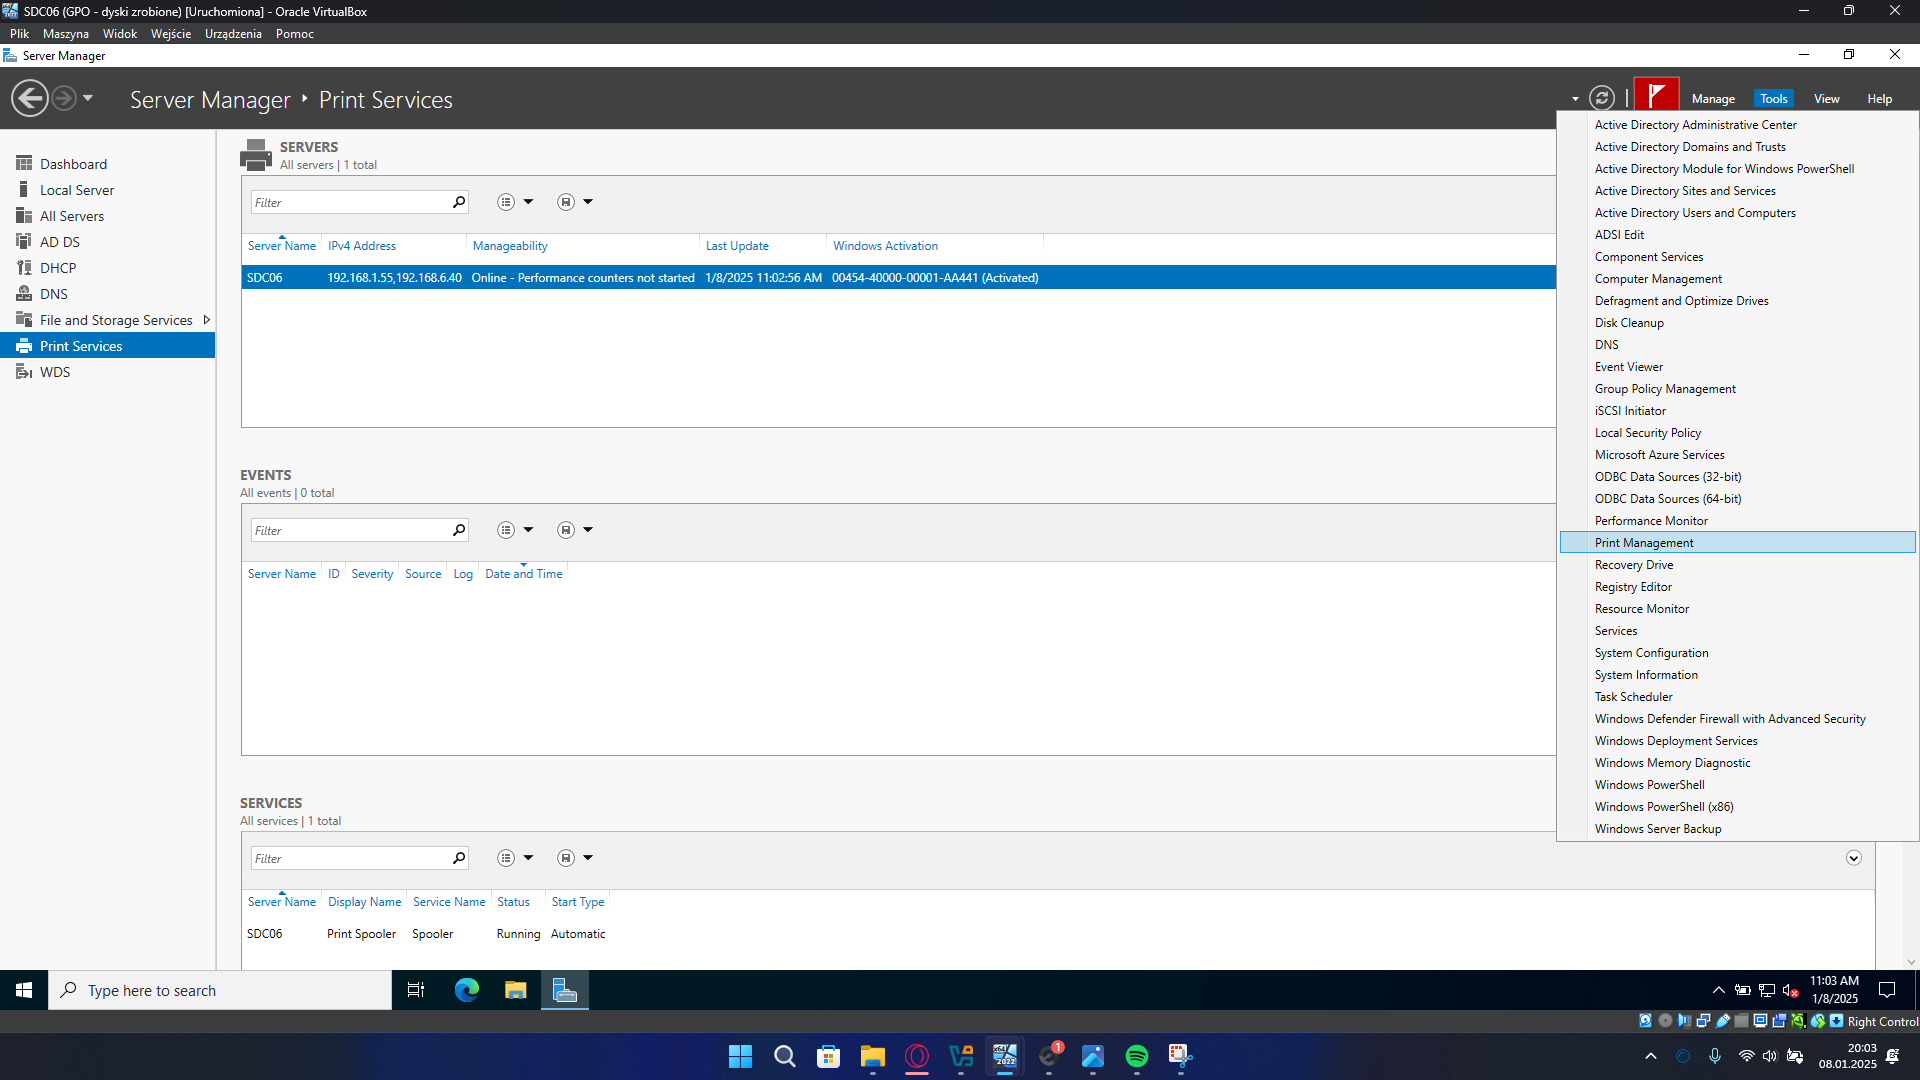 SDC06 (GPO - dyski zrobione) [Uruchomiona] - Oracle VirtualBox
Plik Maszyna Widok Wejście Urządzenia Pomoc
Server Manager
Server Manager Print Services
Manage Tools View Help
Dashboard
Local Server
All Servers
AD DS
DHCP
DNS
File and Storage Services
Print Services
WDS
SERVERS
All servers | 1 total
Filter
Server Name IPv4 Address Manageability Last Update Windows Activation
SDC06 192.168.1.55,192.168.6.40 Online - Performance counters not started 1/8/2025 11:02:56 AM 00454-40000-00001-AA441 (Activated)
EVENTS
All events | 0 total
Filter
Server Name ID Severity Source Log Date and Time
SERVICES
All services | 1 total
Filter
Server Name Display Name Service Name Status Start Type
SDC06 Print Spooler Spooler Running Automatic
Active Directory Administrative Center
Active Directory Domains and Trusts
Active Directory Module for Windows PowerShell
Active Directory Sites and Services
Active Directory Users and Computers
ADSI Edit
Component Services
Computer Management
Defragment and Optimize Drives
Disk Cleanup
DNS
Event Viewer
Group Policy Management
iSCSI Initiator
Local Security Policy
Microsoft Azure Services
ODBC Data Sources (32-bit)
ODBC Data Sources (64-bit)
Performance Monitor
Print Management
Recovery Drive
Registry Editor
Resource Monitor
Services
System Configuration
System Information
Task Scheduler
Windows Defender Firewall with Advanced Security
Windows Deployment Services
Windows Memory Diagnostic
Windows PowerShell
Windows PowerShell (x86)
Windows Server Backup
Type here to search
11:03 AM
1/8/2025
Right Control
x64
2022
1
20:03
08.01.2025